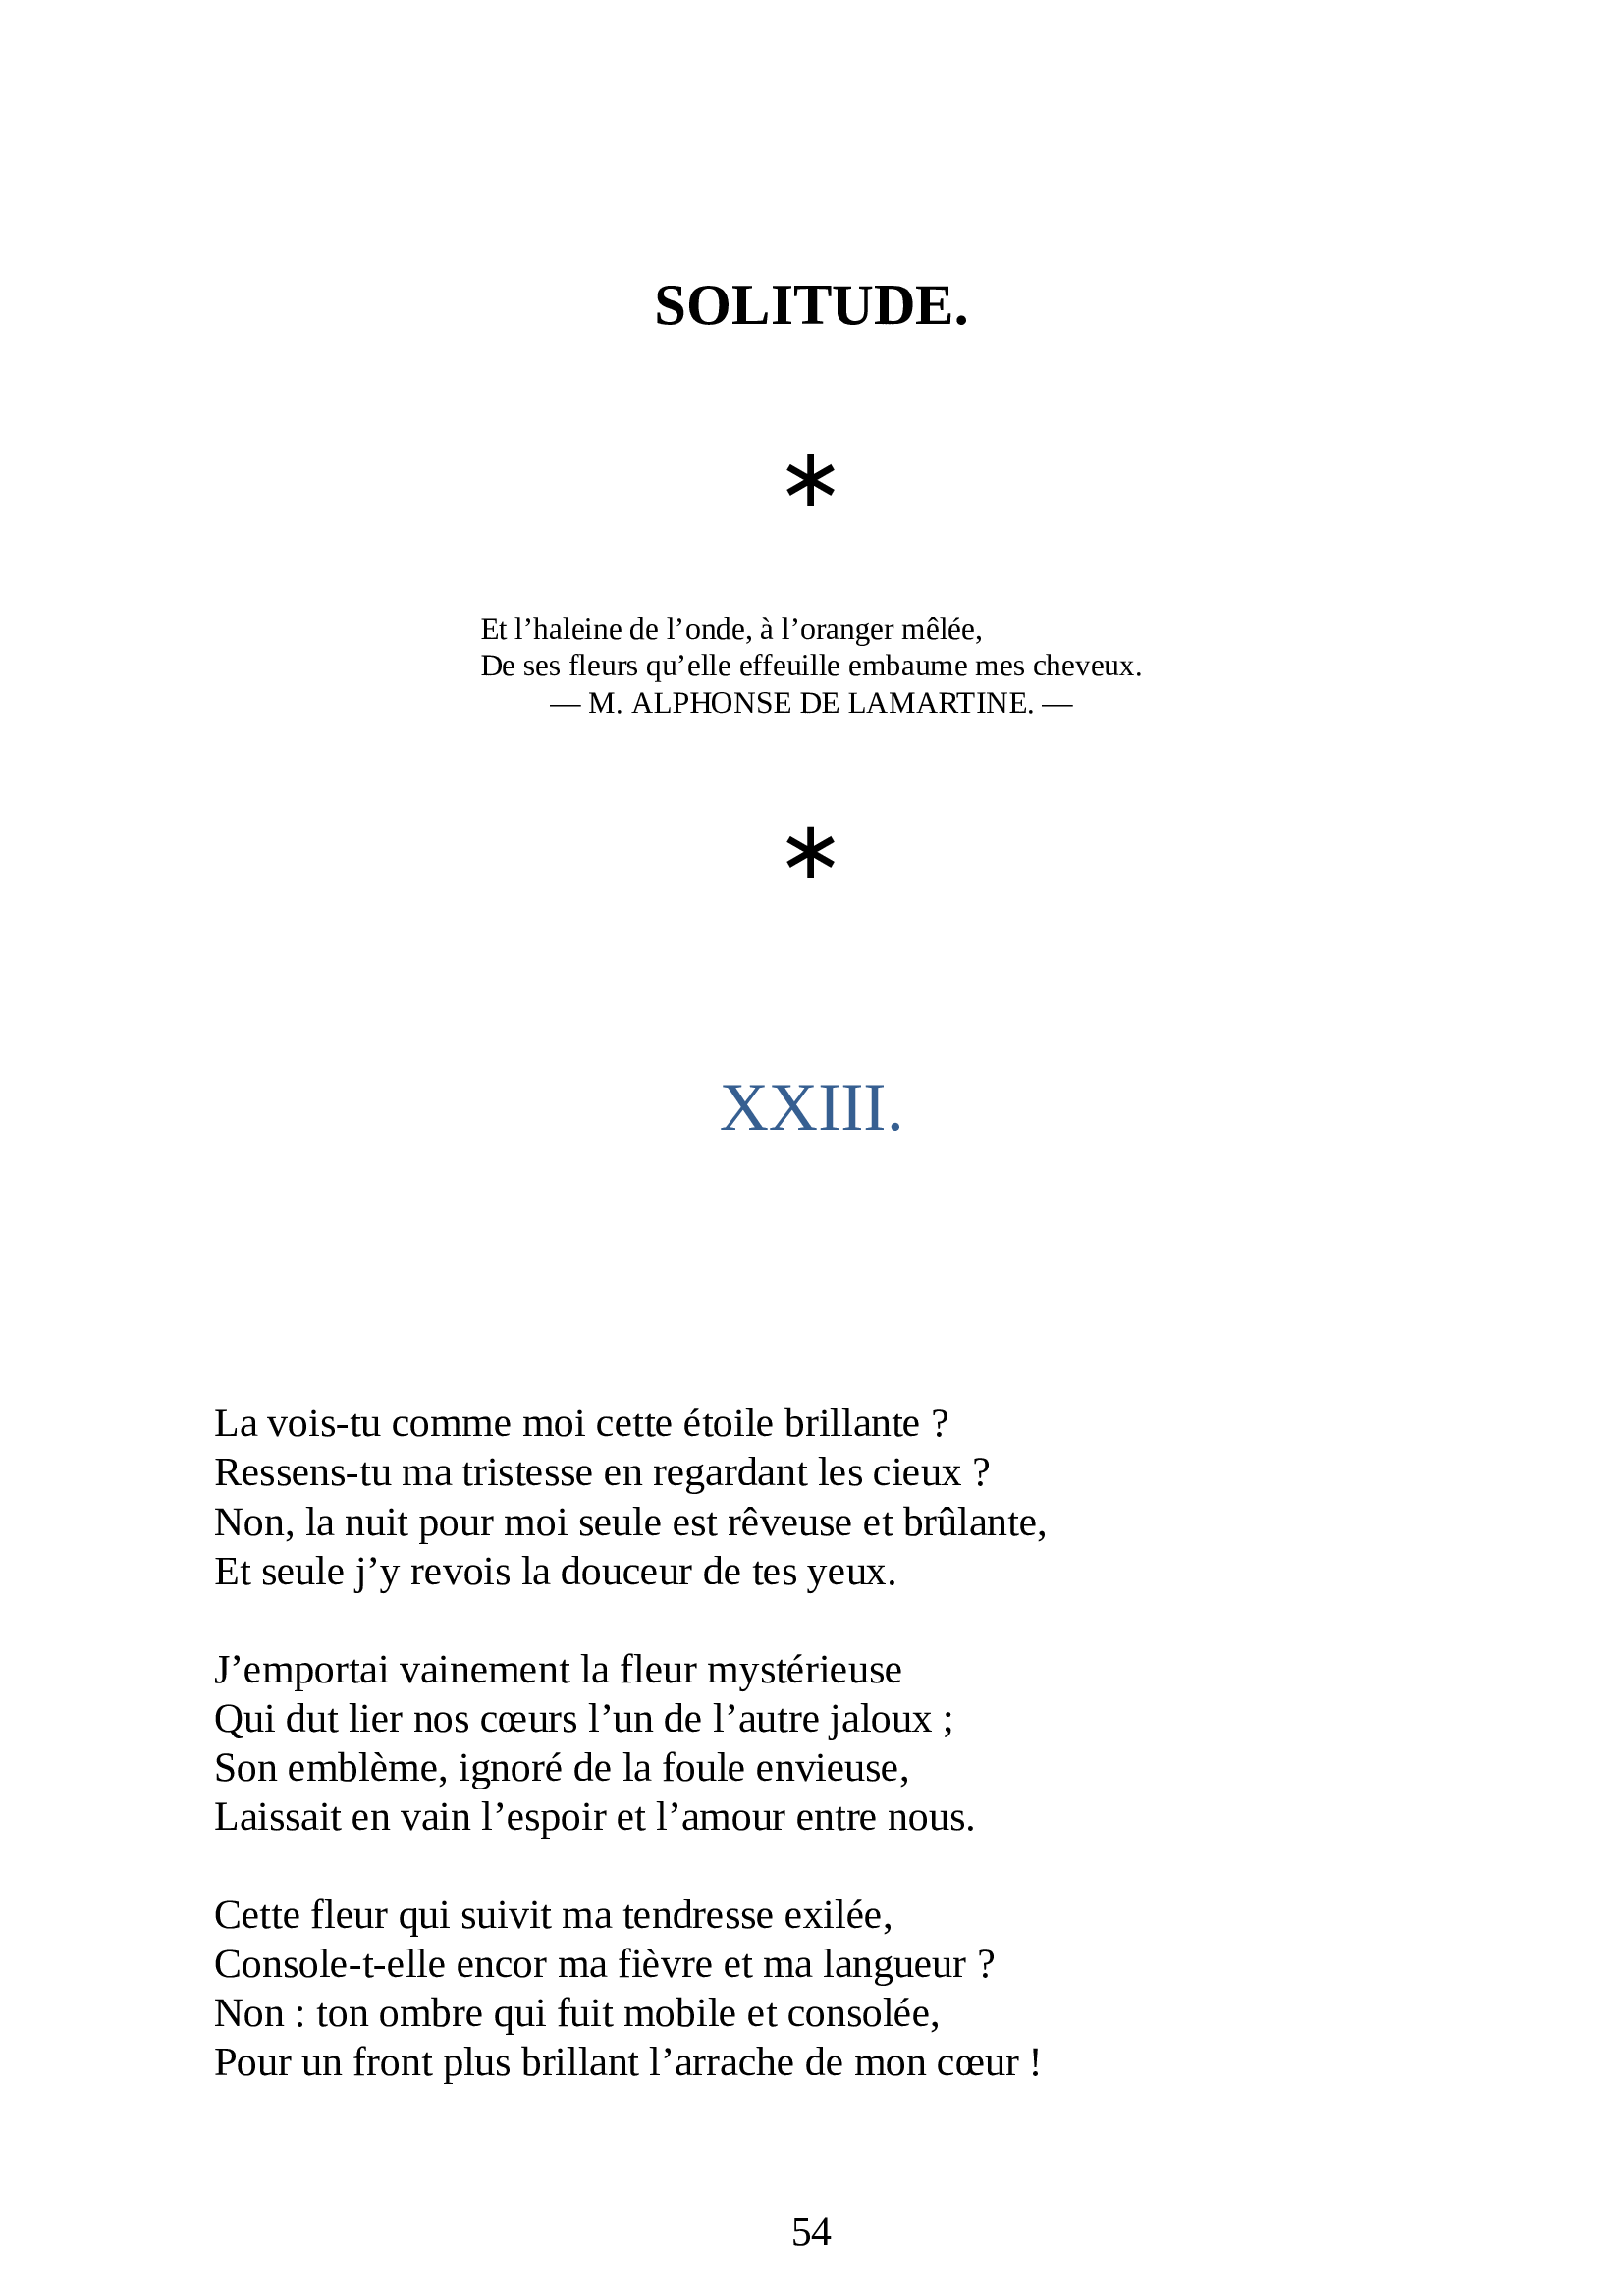 SOLITUDE.
*
Et l’haleine de l’onde, à l’oranger mêlée,
De ses fleurs qu’elle effeuille embaume mes cheveux.
— M. ALPHONSE DE LAMARTINE. —
*
XXIII.
La vois-tu comme moi cette étoile brillante ?
Ressens-tu ma tristesse en regardant les cieux ?
Non, la nuit pour moi seule est rêveuse et brûlante,
Et seule j’y revois la douceur de tes yeux.
J’emportai vainement la fleur mystérieuse
Qui dut lier nos cœurs l’un de l’autre jaloux ;
Son emblème, ignoré de la foule envieuse,
Laissait en vain l’espoir et l’amour entre nous.
Cette fleur qui suivit ma tendresse exilée,
Console-t-elle encor ma fièvre et ma langueur ?
Non : ton ombre qui fuit mobile et consolée,
Pour un front plus brillant l’arrache de mon cœur !
54